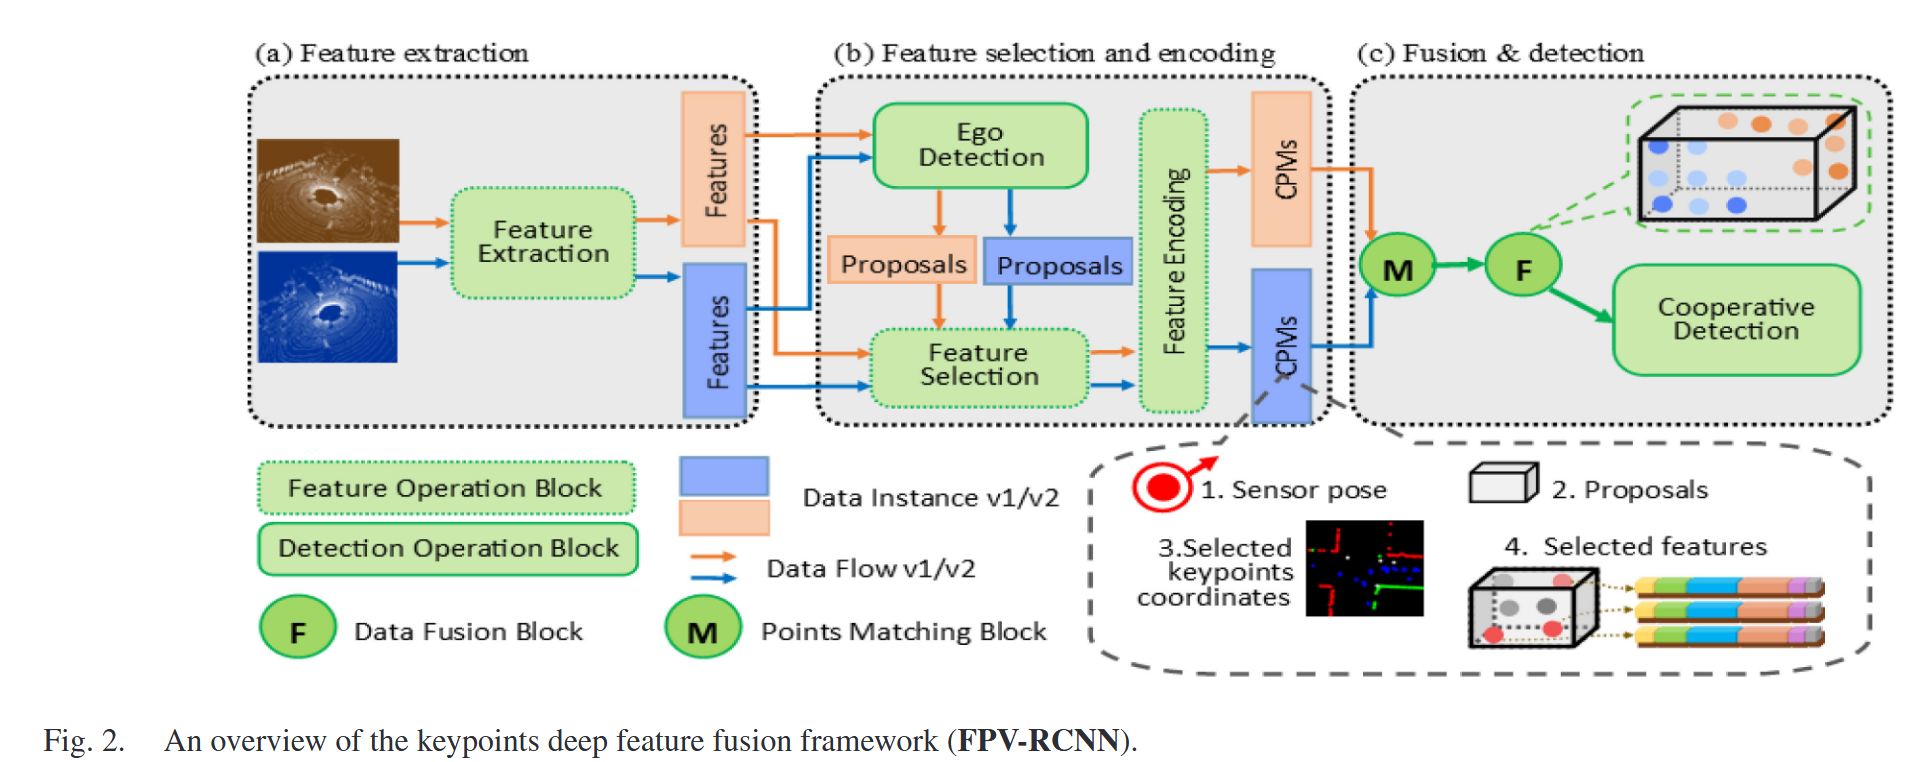 (a) Feature extraction
(b) Feature selection and encoding
(c) Fusion & detection
Feature
Extraction
Features
Features
Ego
Detection
Proposals
Proposals
Feature
Selection
Feature Encoding
CPMs
CPMs
M
F
Cooperative
Detection
Feature Operation Block
Detection Operation Block
F Data Fusion Block
Data Instance v1/v2
Data Flow v1/v2
M Points Matching Block
1. Sensor pose
2. Proposals
3.Selected
keypoints
coordinates
4. Selected features
Fig. 2. An overview of the keypoints deep feature fusion framework (FPV-RCNN).